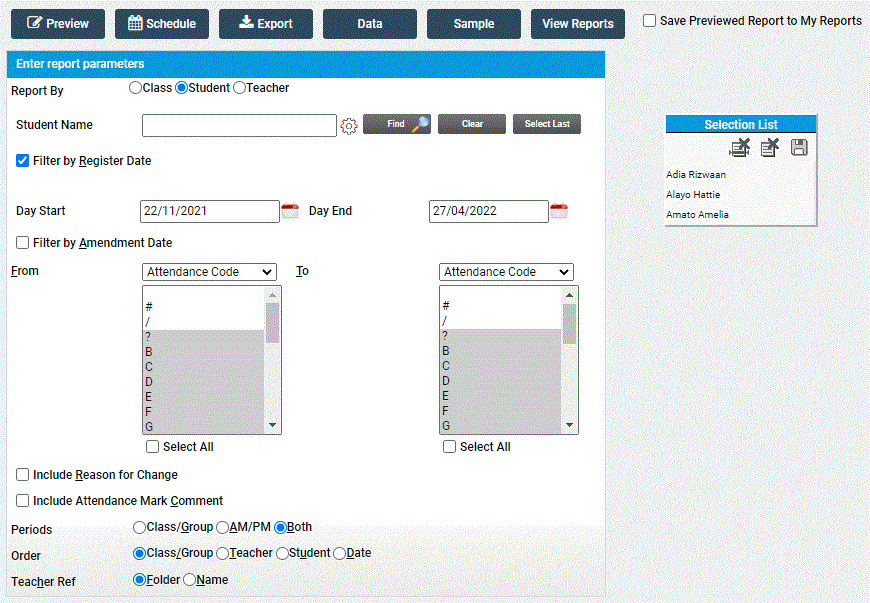 Preview Schedule Export Data Sample View Reports Save Previewed Report to My Reports
Enter report parameters
Report By Class Student Teacher
Student Name Find Clear Select Last
Selection List
Filter by Register Date
Adia Rizwaan
Alayo Hattie
Amato Amelia
Day Start 22/11/2021 Day End 27/04/2022
Filter by Amendment Date
From Attendance Code To Attendance Code
# #
/ /
? ?
B B
C C
D D
E E
F F
G G
Select All Select All
Include Reason for Change
Include Attendance Mark Comment
Periods Class/Group AM/PM Both
Order Class/Group Teacher Student Date
Teacher Ref Folder Name